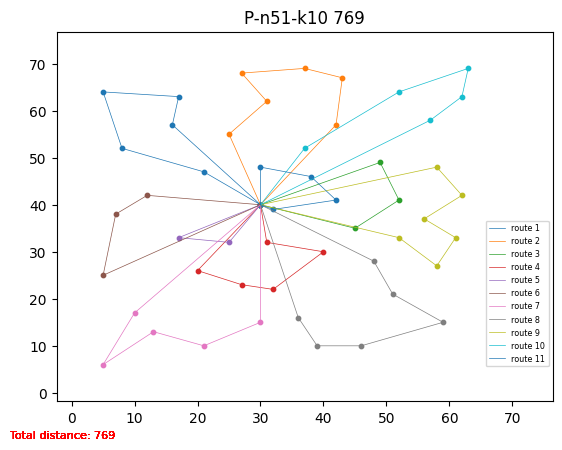 P-n51-k10 769
70
60
50
40
30
20
10
0
0 10 20 30 40 50 60 70
route 1
route 2
route 3
route 4
route 5
route 6
route 7
route 8
route 9
route 10
route 11
Total distance: 769